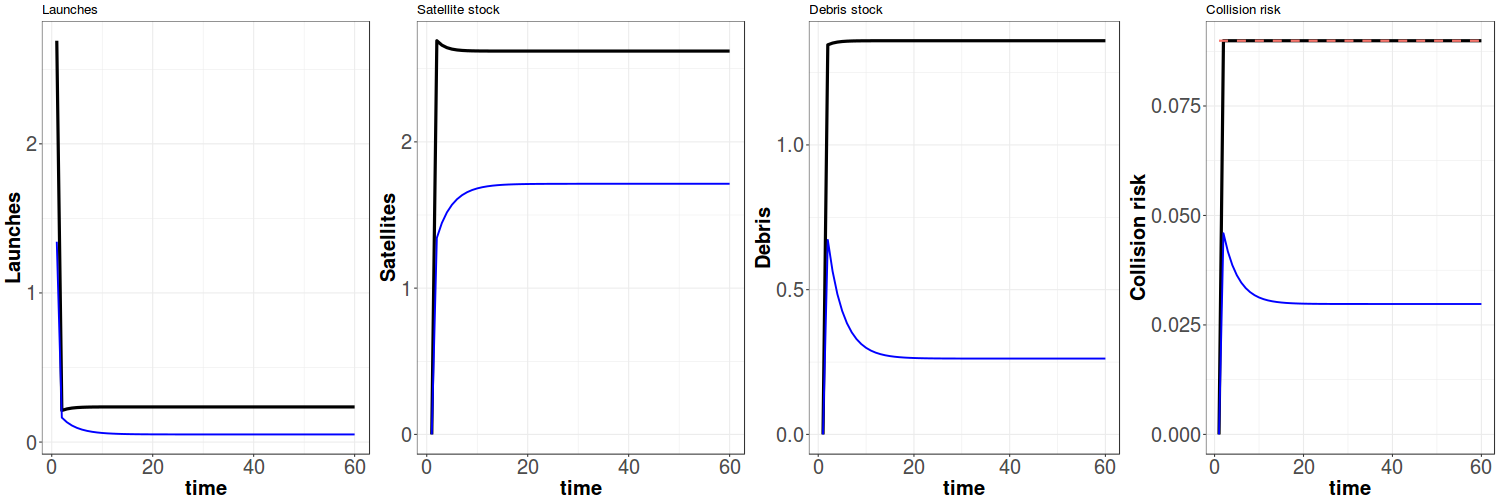 Launches
Launches
2
1
0
0 20 40 60
time
Satellite stock
Satellites
2
1
0
0 20 40 60
time
Debris stock
Debris
1.0
0.5
0.0
0 20 40 60
time
Collision risk
Collision risk
0.075
0.050
0.025
0.000
0 20 40 60
time